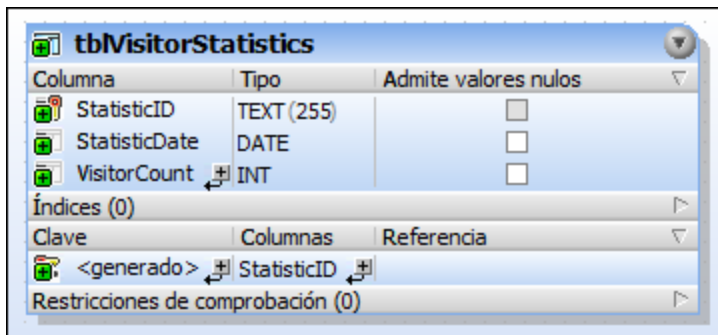 tblVisitorStatistics
Columna Tipo Admite valores nulos
StatisticID TEXT (255)
StatisticDate DATE
VisitorCount INT
Índices (0)
Clave Columnas Referencia
<generado> StatisticID
Restricciones de comprobación (0)